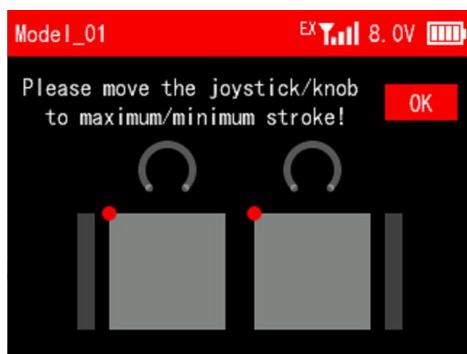 Model_01
EX 8.0V
Please move the joystick/knob
to maximum/minimum stroke!
OK